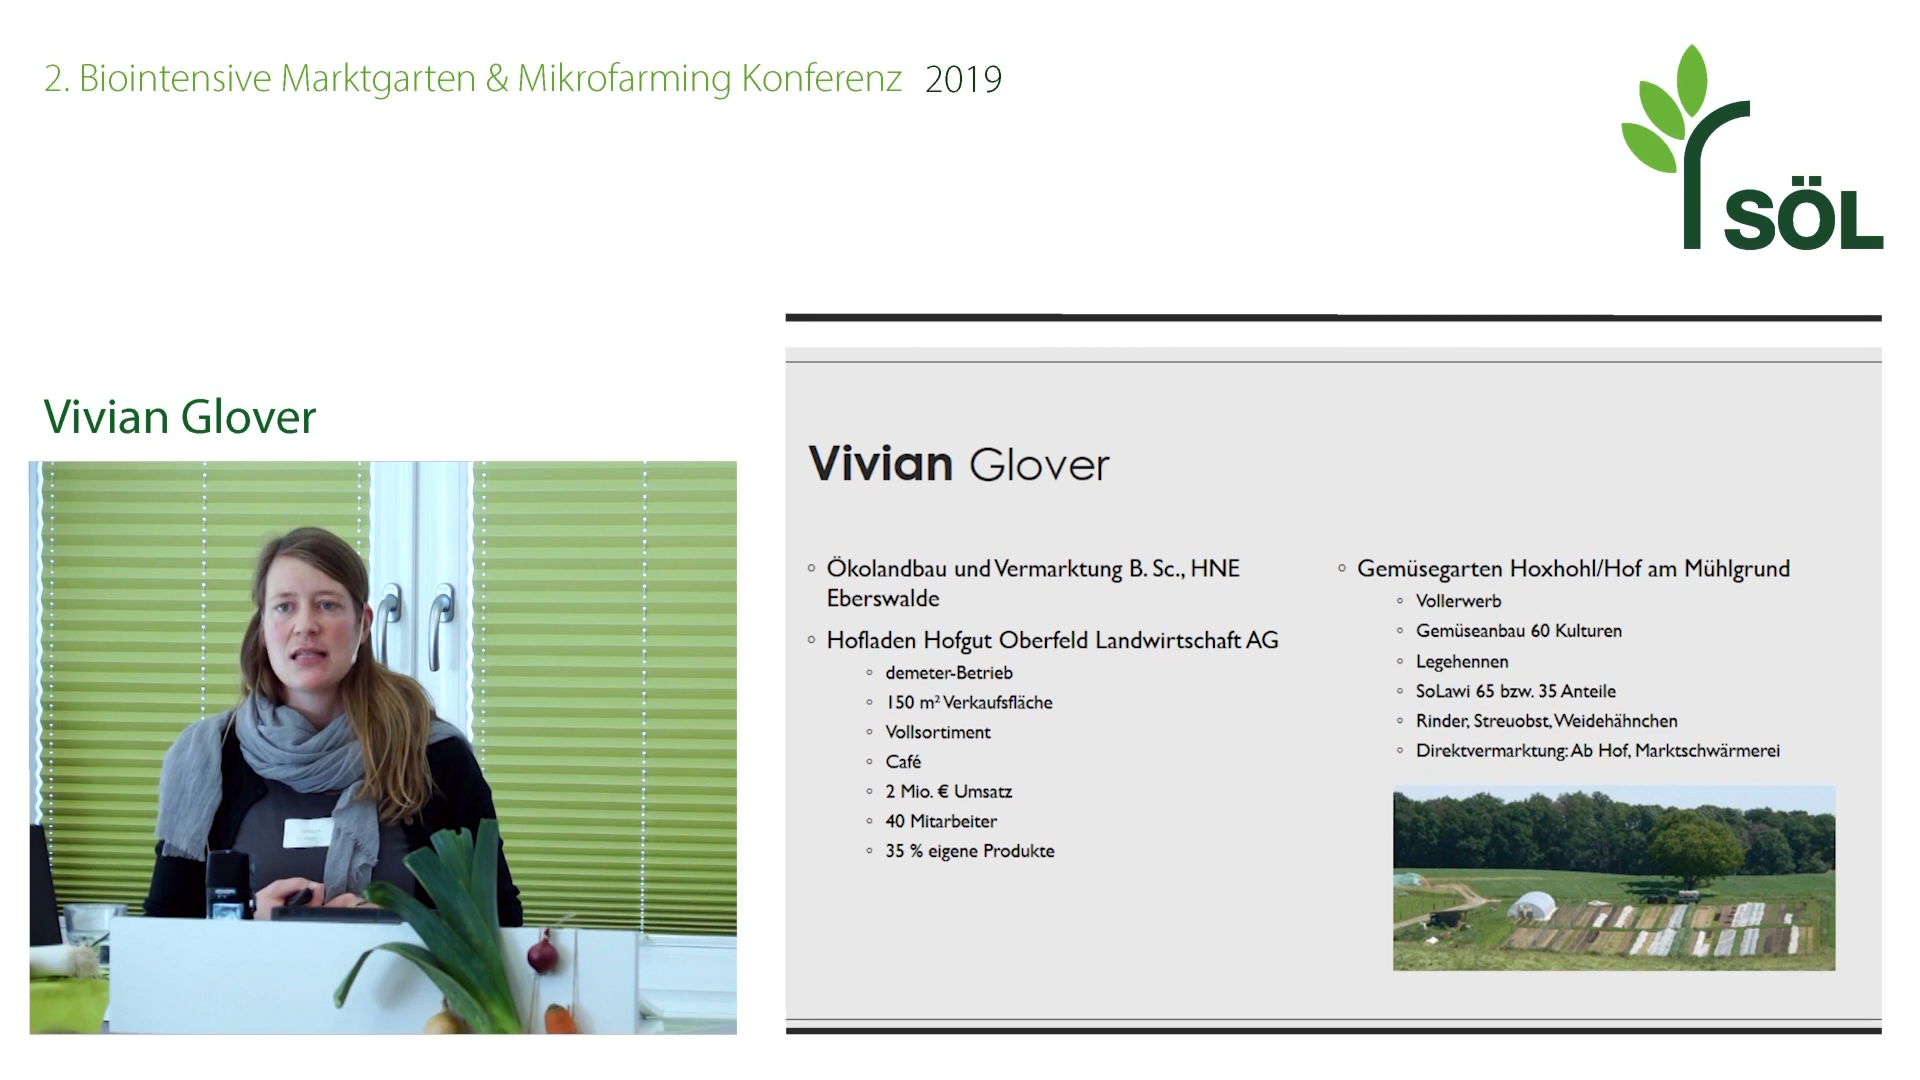 2. Biointensive Marktgarten & Mikrofarming Konferenz 2019
SÖL
Vivian Glover
Vivian Glover
◦ Ökolandbau und Vermarktung B. Sc., HNE
Eberswalde
◦ Hofladen Hofgut Oberfeld Landwirtschaft AG
◦ demeter-Betrieb
◦ 150 m² Verkaufsfläche
◦ Vollsortiment
◦ Café
◦ 2 Mio. € Umsatz
◦ 40 Mitarbeiter
◦ 35 % eigene Produkte
◦ Gemüsegarten Hoxhohl/Hof am Mühlgrund
◦ Vollerwerb
◦ Gemüseanbau 60 Kulturen
◦ Legehennen
◦ SoLawi 65 bzw. 35 Anteile
◦ Rinder, Streuobst, Weidehähnchen
◦ Direktvermarktung: Ab Hof, Marktschwärmerei